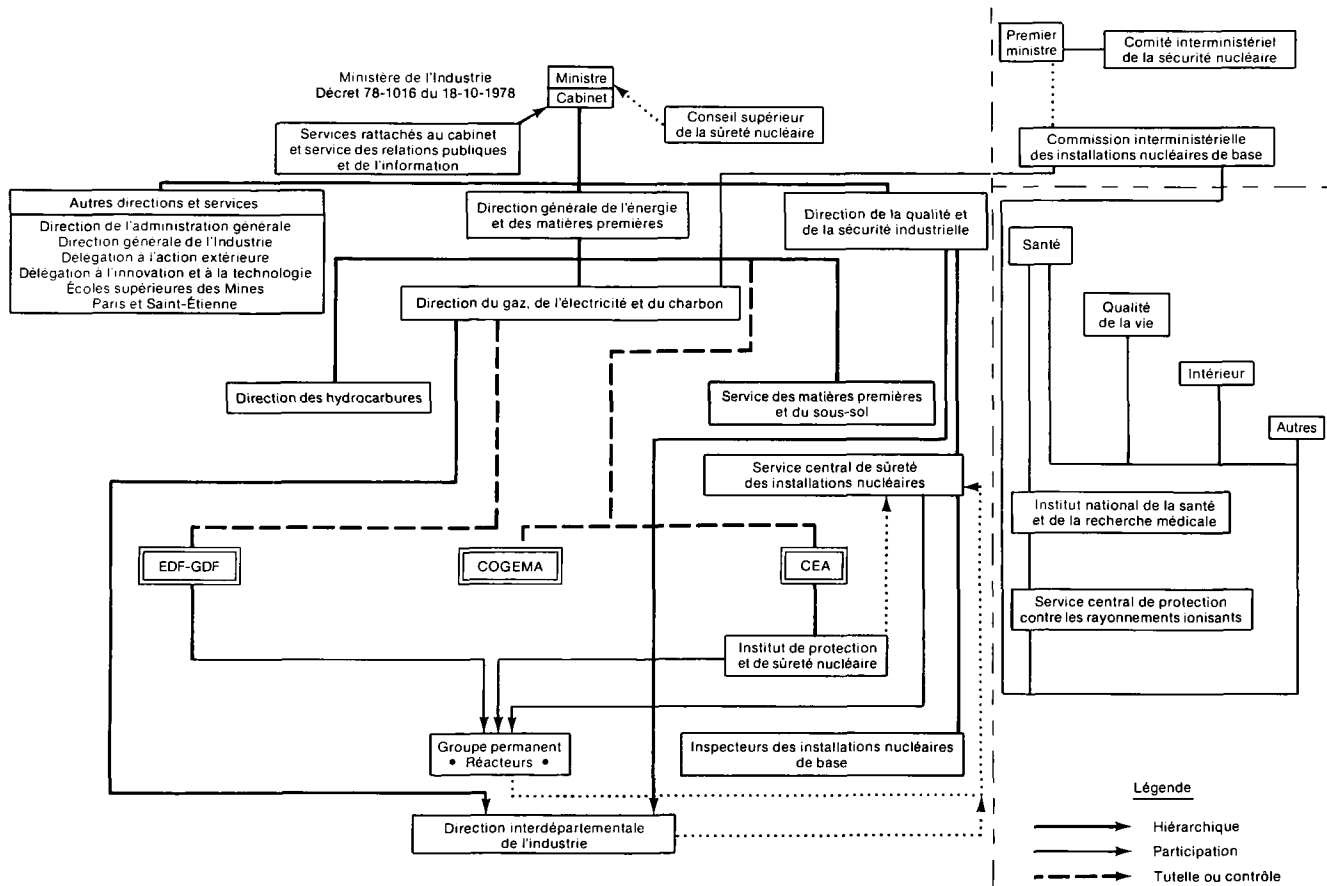 Premier
ministre
Comité interministériel
de la sécurité nucléaire
Ministère de l'Industrie
Décret 78-1016 du 18-10-1978
Ministre
Cabinet
Conseil supérieur
de la sûreté nucléaire
Services rattachés au cabinet
et service des relations publiques
et de l'information
Commission interministérielle
des installations nucléaires de base
Autres directions et services
Direction de l'administration générale
Direction générale de l'Industrie
Délégation à l'action extérieure
Délégation à l'innovation et à la technologie
Écoles supérieures des Mines
Paris et Saint-Étienne
Direction générale de l'énergie
et des matières premières
Direction de la qualité et
de la sécurité industrielle
Santé
Direction du gaz, de l'électricité et du charbon
Qualité
de la vie
Intérieur
Autres
Direction des hydrocarbures
Service des matières premières
et du sous-sol
Service central de sûreté
des installations nucléaires
Institut national de la santé
et de la recherche médicale
EDF-GDF
COGEMA
CEA
Service central de protection
contre les rayonnements ionisants
Institut de protection
et de sûreté nucléaire
Groupe permanent
• Réacteurs •
Inspecteurs des installations nucléaires
de base
Direction interdépartementale
de l'industrie
Légende
Hiérarchique
Participation
Tutelle ou contrôle